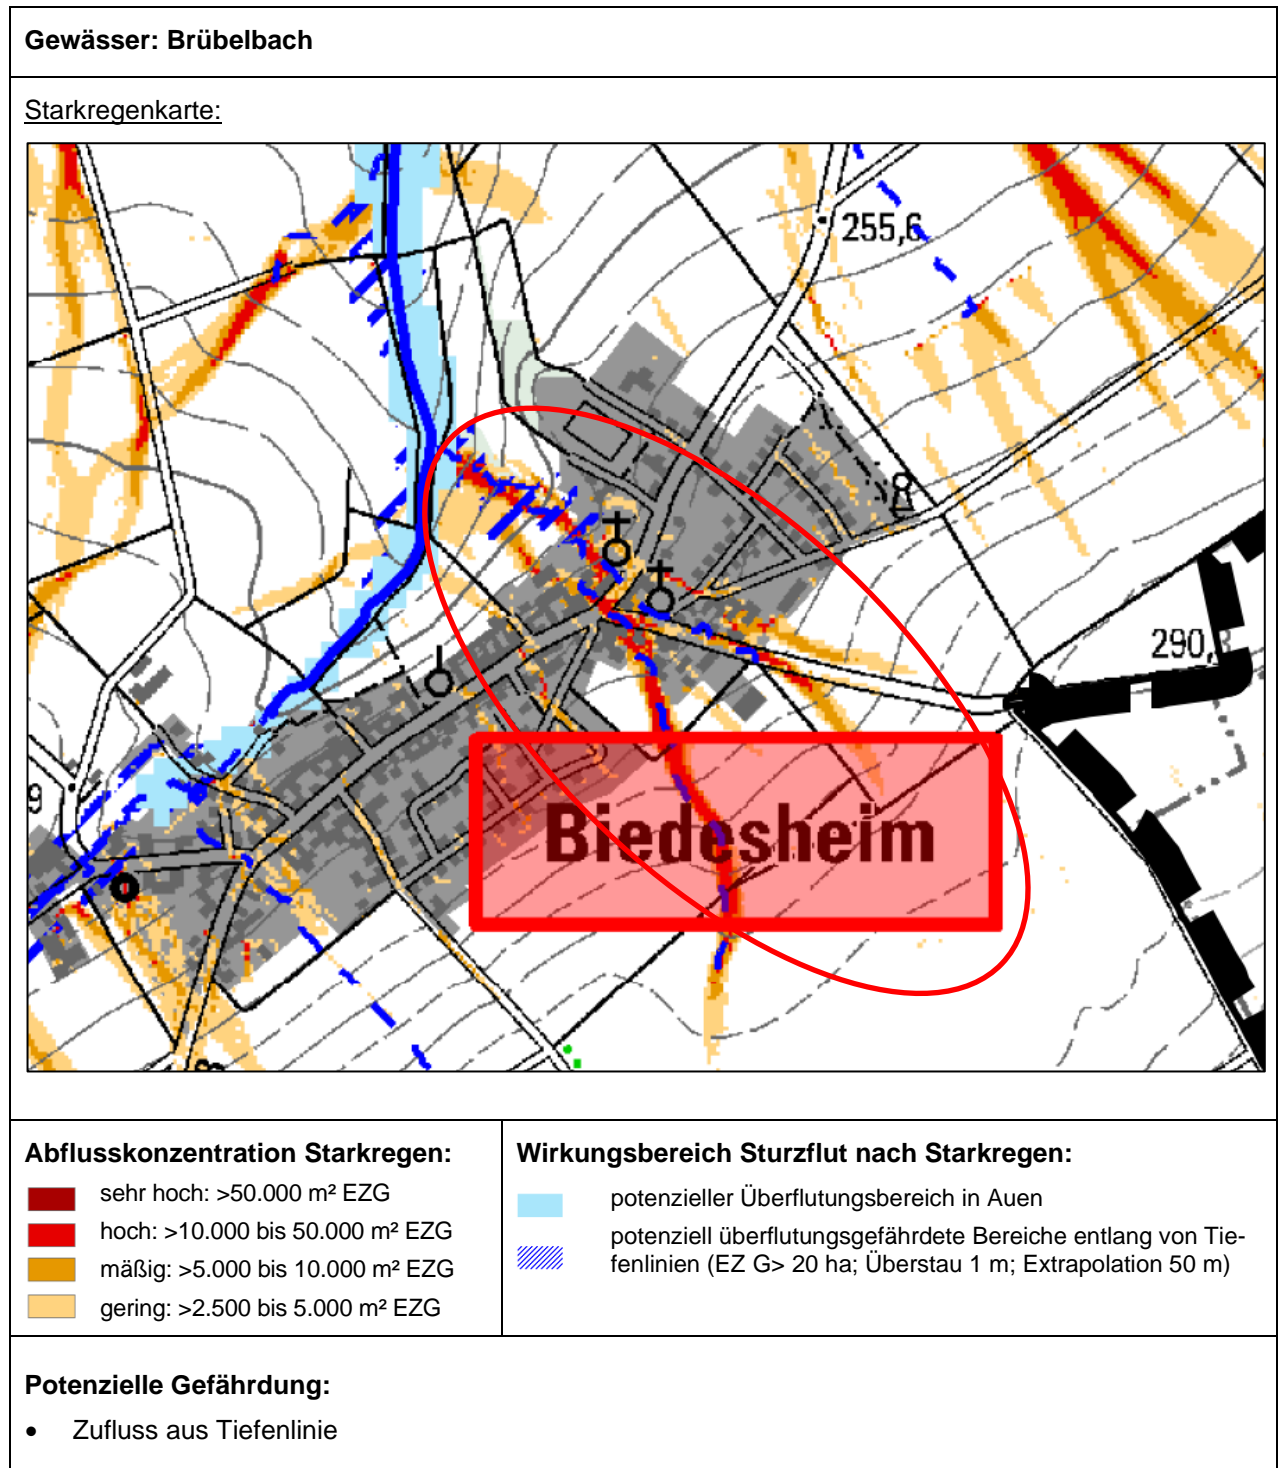 Gewässer: Brübelbach
Starkregenkarte:
255,6
290,3
9
Biedesheim
Abflusskonzentration Starkregen:
sehr hoch: >50.000 m² EZG
hoch: >10.000 bis 50.000 m² EZG
mäßig: >5.000 bis 10.000 m² EZG
gering: >2.500 bis 5.000 m² EZG
Wirkungsbereich Sturzflut nach Starkregen:
potenzieller Überflutungsbereich in Auen
potenziell überflutungsgefährdete Bereiche entlang von Tie-
fenlinien (EZ G> 20 ha; Überstau 1 m; Extrapolation 50 m)
Potenzielle Gefährdung:
• Zufluss aus Tiefenlinie